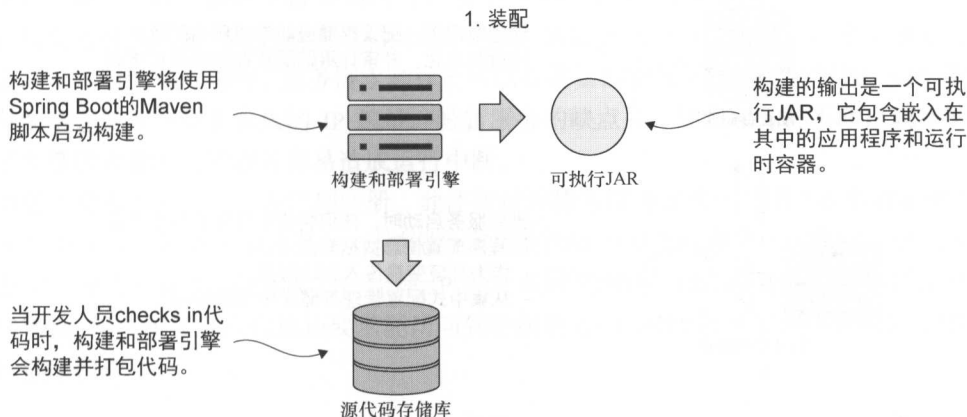 1. 装配
构建和部署引擎将使用
Spring Boot的Maven
脚本启动构建。
构建和部署引擎
可执行JAR
构建的输出是一个可执
行JAR，它包含嵌入在
其中的应用程序和运行
时容器。
当开发人员checks in代
码时，构建和部署引擎
会构建并打包代码。
源代码存储库